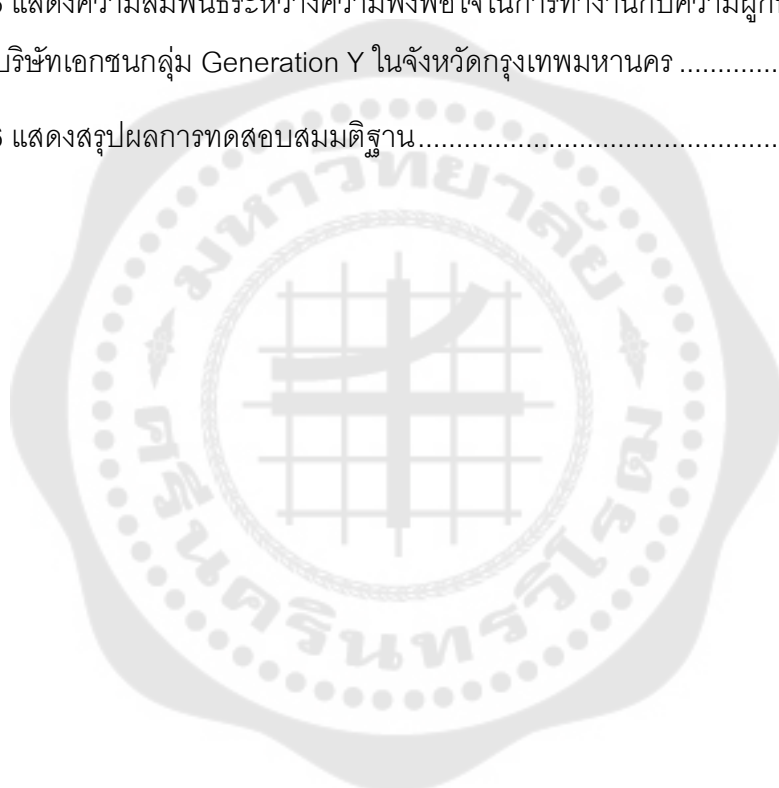 แสดงความสัมพันธ์ระหว่างความพึงพอใจในการทำงานกับความผูก
บริษัทเอกชนกลุ่ม Generation Y ในจังหวัดกรุงเทพมหานคร .............
6 แสดงสรุปผลการทดสอบสมมติฐาน................................................
มหาวิทยาลัย
ศรีนครินทรวิโรฒ